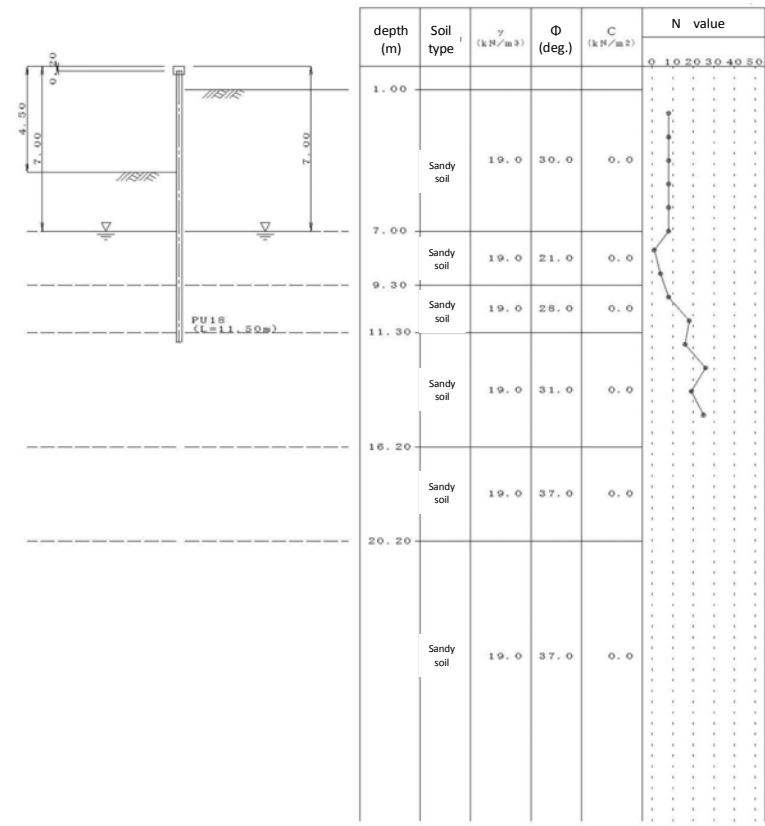 depth
(m)
Soil
type
γ
(kN/m3)
Φ
(deg.)
C
(kN/m2)
N value
0 10 20 30 40 50
0.20
4.50
7.00
7.00
1.00
Sandy
soil
19.0 30.0 0.0
7.00
Sandy
soil
19.0 21.0 0.0
9.30
Sandy
soil
19.0 28.0 0.0
PU18
(L=11.50m)
11.30
Sandy
soil
19.0 31.0 0.0
16.20
Sandy
soil
19.0 37.0 0.0
20.20
Sandy
soil
19.0 37.0 0.0